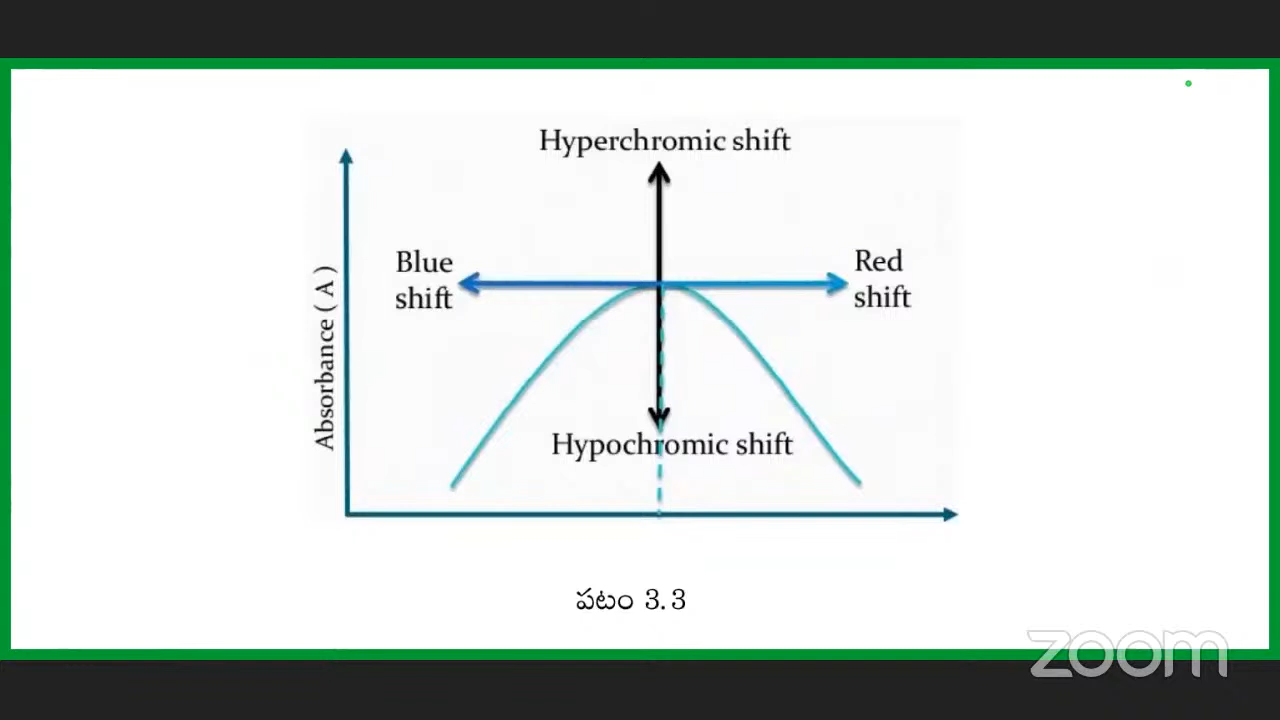 Hyperchromic shift
Blue
shift
Red
shift
Absorbance ( A )
Hypochromic shift
పటం 3.3
zoom